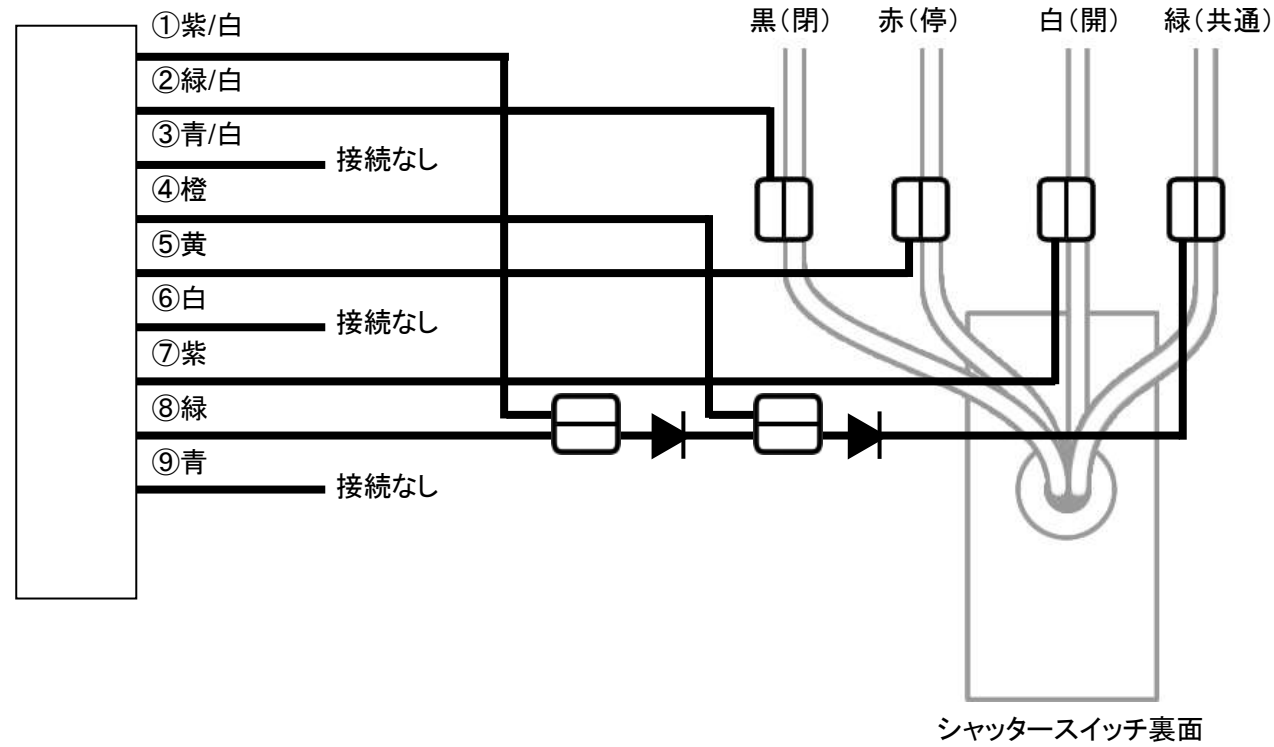 黒(閉) 赤(停) 白(開) 緑(共通)
①紫/白
②緑/白
③青/白 接続なし
④橙
⑤黄
⑥白 接続なし
⑦紫
⑧緑
⑨青 接続なし
シャッタースイッチ裏面